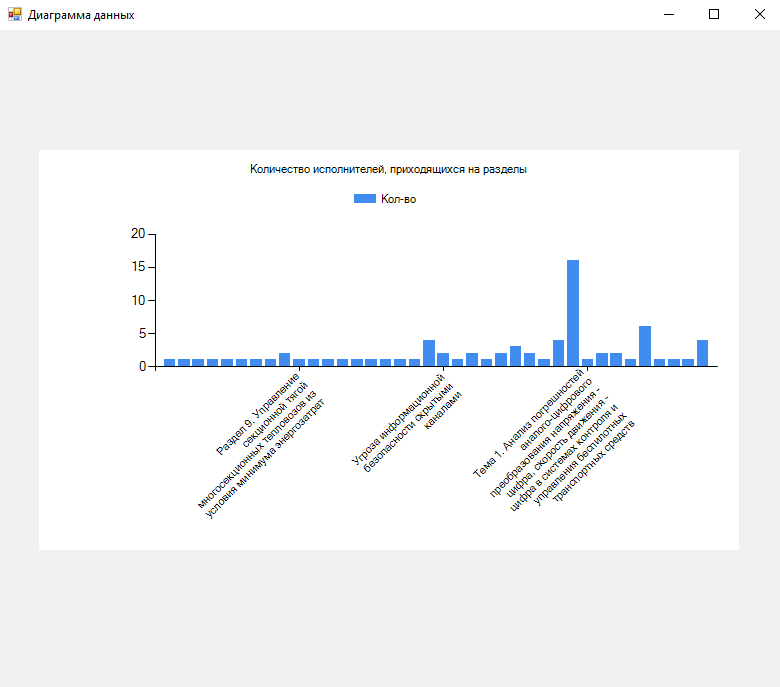 Диаграмма данных
Количество исполнителей, приходящихся на разделы
Кол-во
20
15
10
5
0
Раздел 9. Управление
секционной тягой
многосекционных тепловозов из
условия минимума энергозатрат
Угроза информационной
безопасности скрытыми
каналами
Тема 1. Анализ погрешностей
аналого-цифрового
преобразования напряжения -
цифра, скорость движения -
цифра в системах контроля и
управления беспилотных
транспортных средств